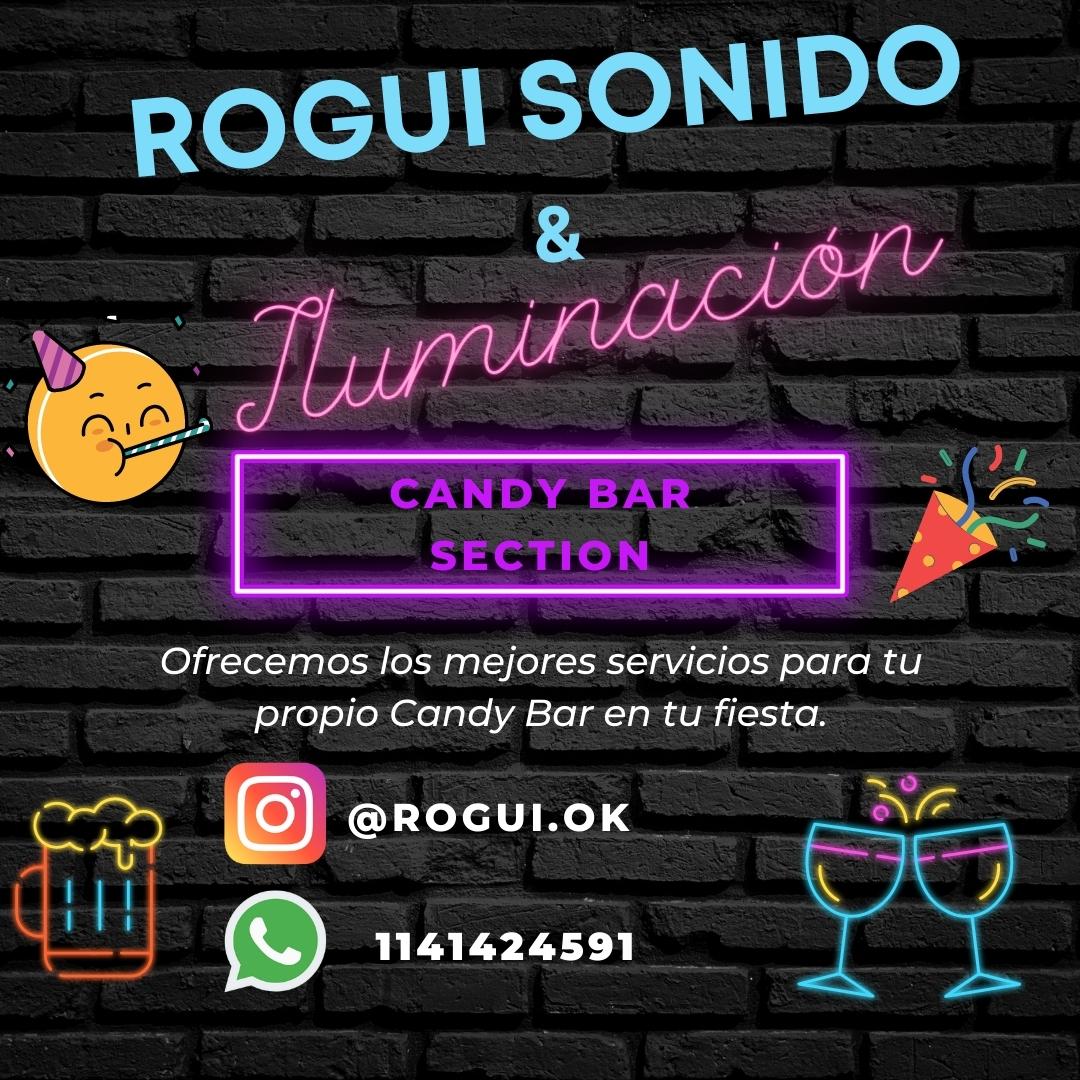 ROGUI SONIDO
&
Iluminación
CANDY BAR
SECTION
Ofrecemos los mejores servicios para tu
propio Candy Bar en tu fiesta.
@ROGUI.OK
1141424591